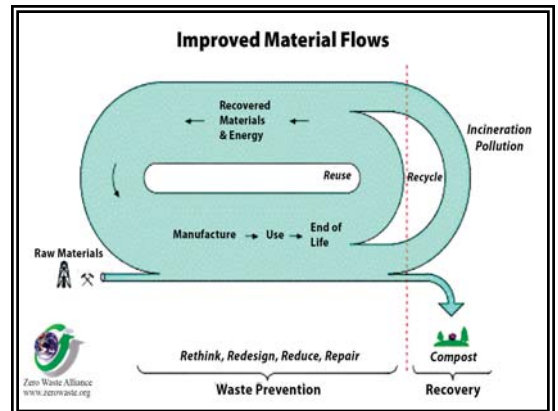 Improved Material Flows
Recovered
Materials
& Energy
Incineration
Pollution
Reuse
Recycle
Manufacture
Use
End of
Life
Raw Materials
Zero Waste Alliance
www.zerowaste.org
Rethink, Redesign, Reduce, Repair
Compost
Waste Prevention
Recovery